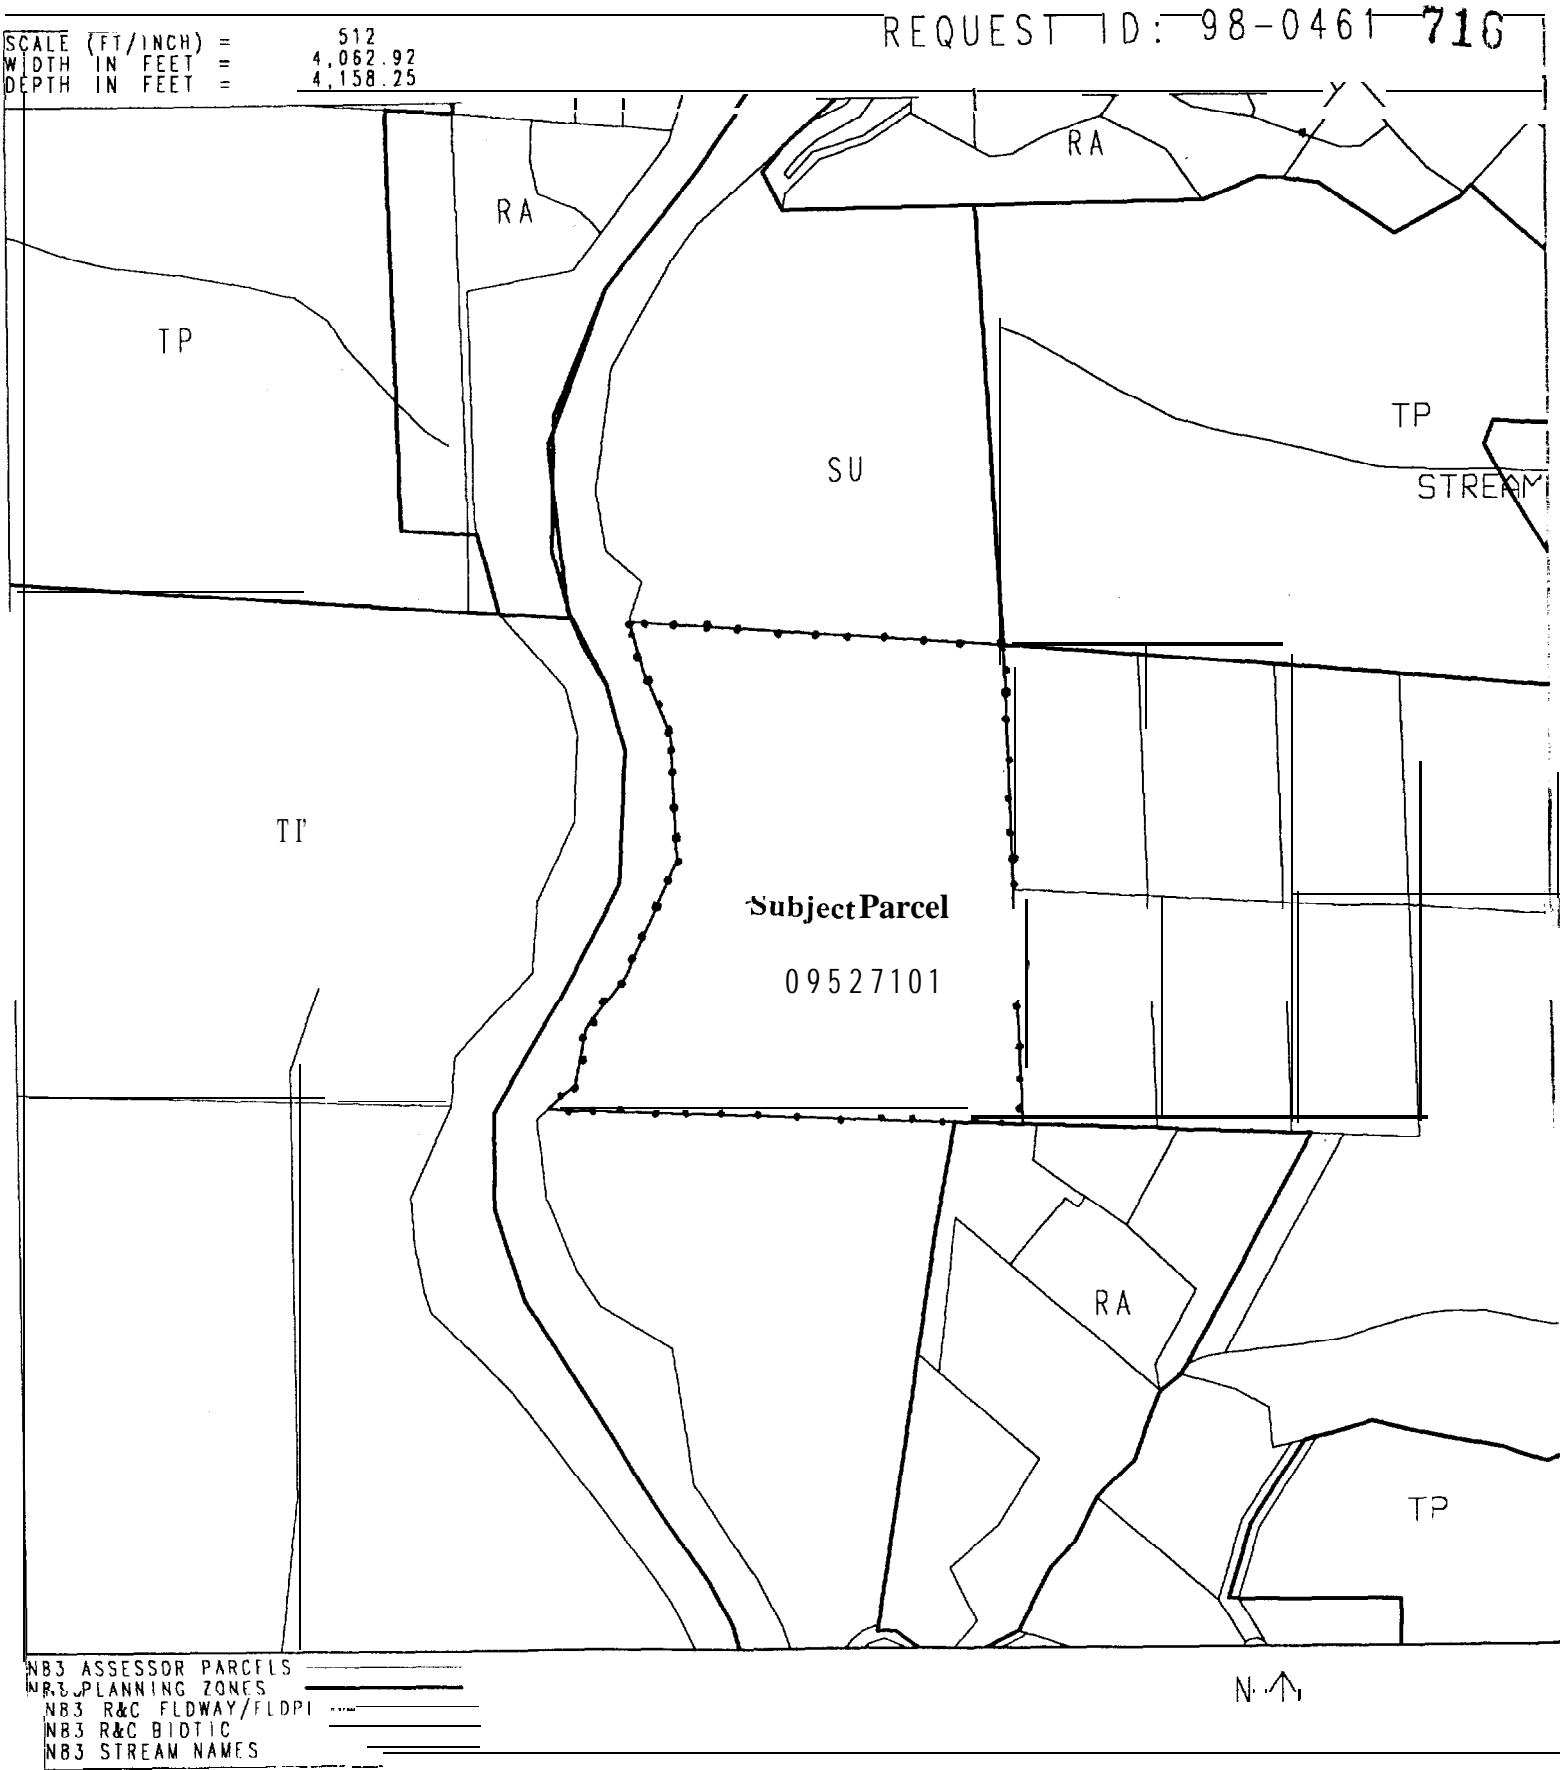 REQUEST ID: 98-0461 716
SCALE (FT/INCH) = 512
WIDTH IN FEET = 4,062.92
DEPTH IN FEET = 4,158.25
RA
RA
TP
TP
SU
STREAM
TI'
Subject Parcel
09527101
RA
TP
NB3 ASSESSOR PARCELS
NB3 PLANNING ZONES
NB3 R&C FLDWAY/FLDPl
NB3 R&C BIOTIC
NB3 STREAM NAMES
N